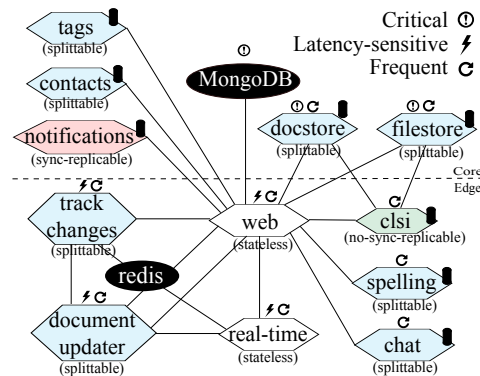 tags
(splittable)
contacts
(splittable)
notifications
(sync-replicable)
MongoDB
Critical
Latency-sensitive
Frequent
docstore
(splittable)
filestore
(splittable)
Core
Edge
track
changes
(splittable)
web
(stateless)
clsi
(no-sync-replicable)
redis
spelling
(splittable)
document
updater
(splittable)
real-time
(stateless)
chat
(splittable)